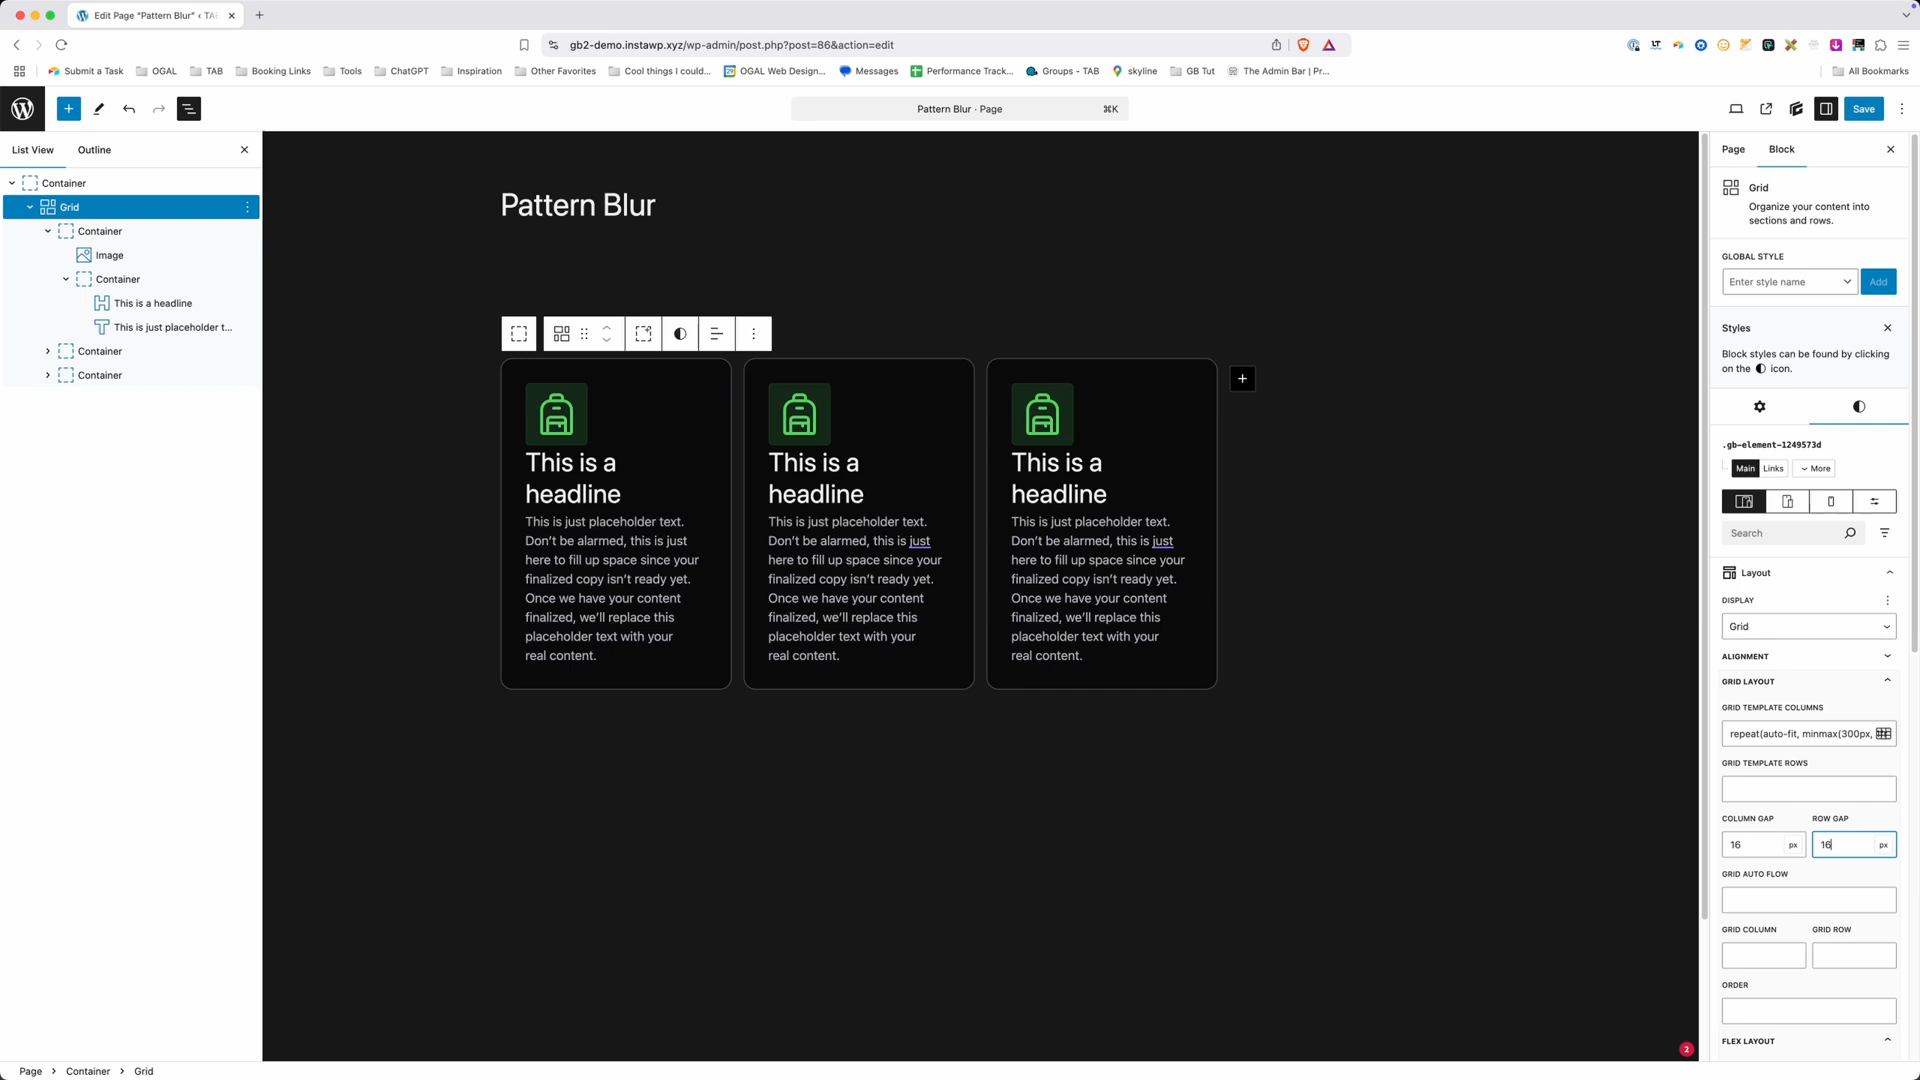 Edit Page “Pattern Blur” ‹ TA
gb2-demo.instawp.xyz/wp-admin/post.php?post=86&action=edit
Submit a Task
OGAL
TAB
Booking Links
Tools
ChatGPT
Inspiration
Other Favorites
Cool things I could...
OGAL Web Design...
Messages
Performance Track...
Groups - TAB
skyline
GB Tut
The Admin Bar | Pr...
All Bookmarks
Pattern Blur · Page
⌘K
Save
List View
Outline
Container
Grid
Container
Image
Container
This is a headline
This is just placeholder t...
Container
Container
Pattern Blur
This is a
headline
This is just placeholder text.
Don’t be alarmed, this is just
here to fill up space since your
finalized copy isn’t ready yet.
Once we have your content
finalized, we’ll replace this
placeholder text with your
real content.
This is a
headline
This is just placeholder text.
Don’t be alarmed, this is just
here to fill up space since your
finalized copy isn’t ready yet.
Once we have your content
finalized, we’ll replace this
placeholder text with your
real content.
This is a
headline
This is just placeholder text.
Don’t be alarmed, this is just
here to fill up space since your
finalized copy isn’t ready yet.
Once we have your content
finalized, we’ll replace this
placeholder text with your
real content.
Page
Block
Grid
Organize your content into
sections and rows.
GLOBAL STYLE
Enter style name
Add
Styles
Block styles can be found by clicking
on the icon.
.gb-element-1249573d
Main
Links
More
Search
Layout
DISPLAY
Grid
ALIGNMENT
GRID LAYOUT
GRID TEMPLATE COLUMNS
repeat(auto-fit, minmax(300px,
GRID TEMPLATE ROWS
COLUMN GAP
ROW GAP
16 px
16 px
GRID AUTO FLOW
GRID COLUMN
GRID ROW
ORDER
FLEX LAYOUT
2
Page
Container
Grid